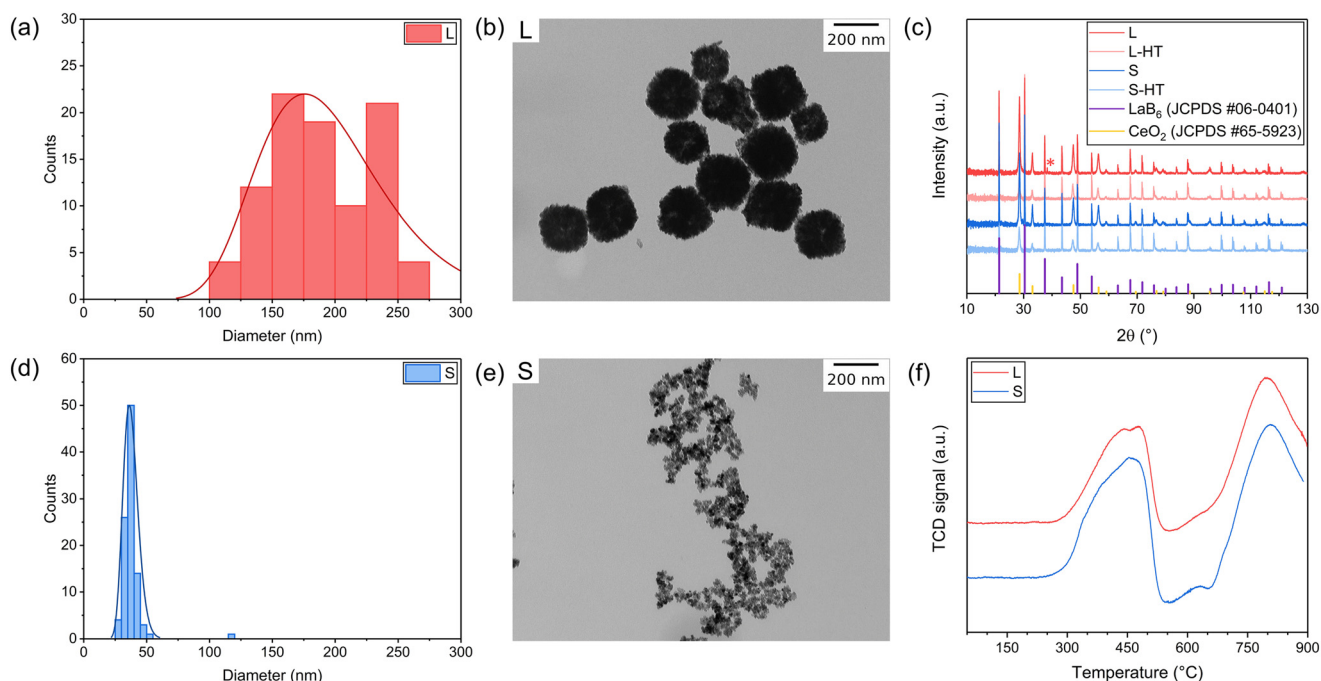 (a)
L
30
25
20
15
10
5
0
Counts
0 50 100 150 200 250 300
Diameter (nm)
(b)
L
200 nm
(c)
L
L-HT
S
S-HT
LaB6 (JCPDS #06-0401)
CeO2 (JCPDS #65-5923)
*
Intensity (a.u.)
10 30 50 70 90 110 130
2θ (°)
(d)
S
60
50
40
30
20
10
0
Counts
0 50 100 150 200 250 300
Diameter (nm)
(e)
S
200 nm
(f)
L
S
TCD signal (a.u.)
150 300 450 600 750 900
Temperature (°C)